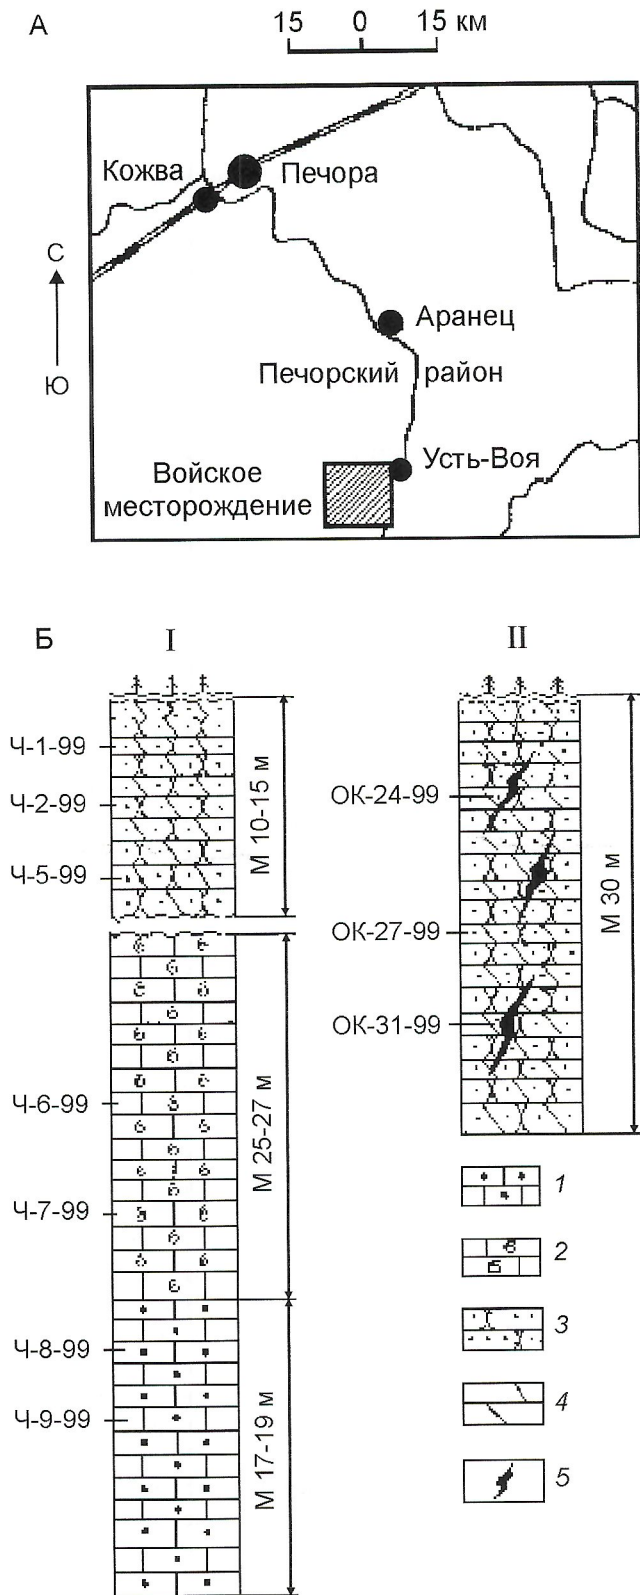 А
15 0 15 км
Кожва
Печора
С
Ю
Аранец
Печорский район
Усть-Воя
Войское
месторождение
Б
I
Ч-1-99
Ч-2-99
Ч-5-99
М 10-15 м
Ч-6-99
Ч-7-99
М 25-27 м
Ч-8-99
Ч-9-99
М 17-19 м
II
ОК-24-99
ОК-27-99
ОК-31-99
М 30 м
1
2
3
4
5